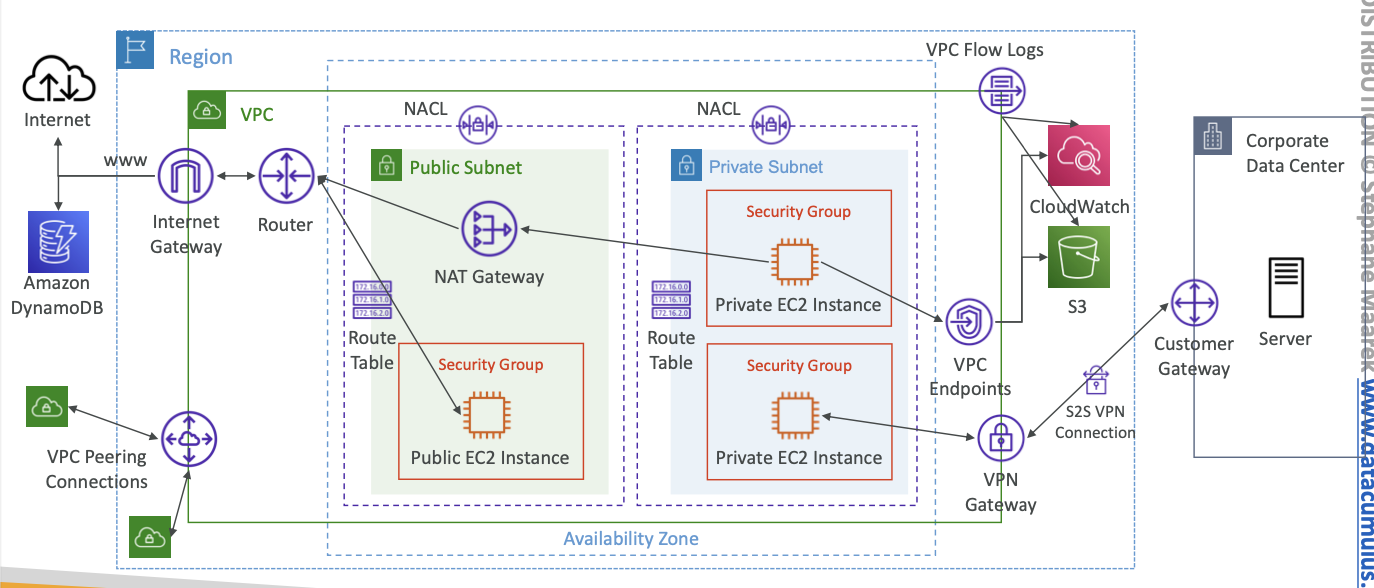 VPC Flow Logs
Region
Internet
NACL
NACL
VPC
www
Public Subnet
Private Subnet
Security Group
CloudWatch
Internet
Gateway
Router
NAT Gateway
Private EC2 Instance
Amazon
DynamoDB
172.16.0.0
172.16.1.0
172.16.2.0
Route
Table
172.16.0.0
172.16.1.0
172.16.2.0
Route
Table
S3
Corporate
Data Center
Server
Customer
Gateway
VPC
Endpoints
Security Group
Public EC2 Instance
Security Group
Private EC2 Instance
S2S VPN
Connection
VPN
Gateway
VPC Peering
Connections
Availability Zone
DISTRIBUTION © Stephane Maarek www.datacumulus.